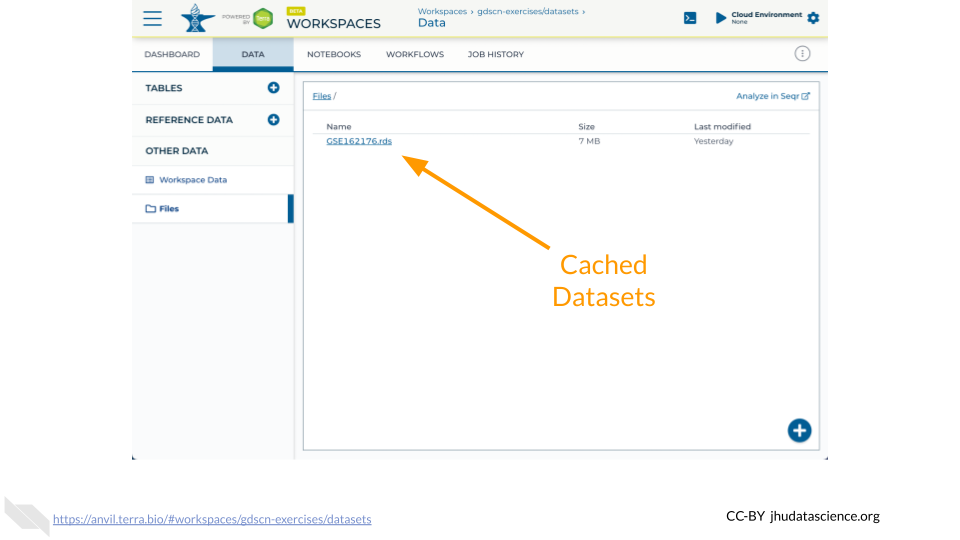 POWERED BY
Terra
BETA
WORKSPACES
Workspaces › gdscn-exercises/datasets ›
Data
Cloud Environment
None
DASHBOARD
DATA
NOTEBOOKS
WORKFLOWS
JOB HISTORY
TABLES
REFERENCE DATA
OTHER DATA
Workspace Data
Files
Files /
Analyze in Seqr
Name Size Last modified
GSE162176.rds 7 MB Yesterday
Cached
Datasets
https://anvil.terra.bio/#workspaces/gdscn-exercises/datasets
CC-BY jhudatascience.org